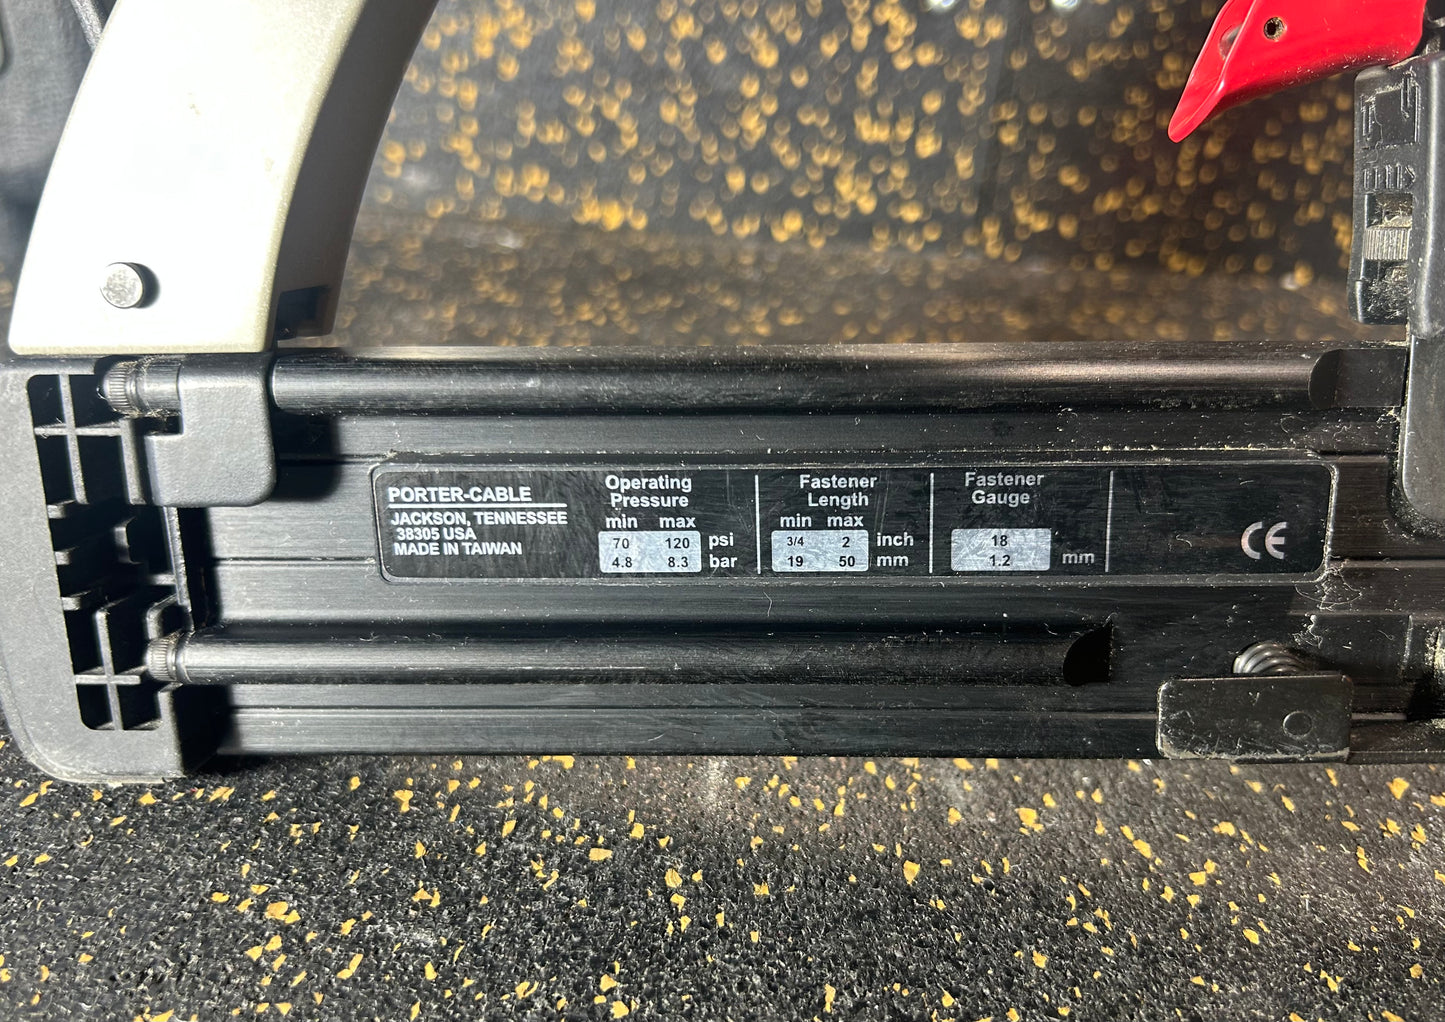 PORTER-CABLE
JACKSON, TENNESSEE
38305 USA
MADE IN TAIWAN
Operating
Pressure
min max
70 120 psi
4.8 8.3 bar
Fastener
Length
min max
3/4 2 inch
19 50 mm
Fastener
Gauge
18
1.2 mm
CE